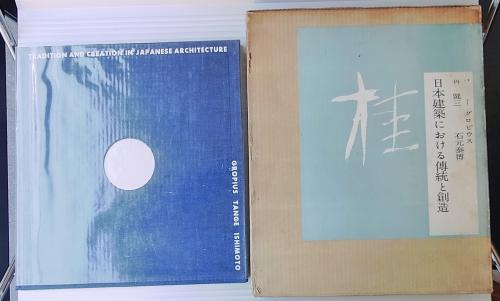 TRADITION AND CREATION IN JAPANESE ARCHITECTURE
GROPIUS TANGE ISHIMOTO
桂
グロピウス
健三
石元泰博
日本建築における傳統と創造